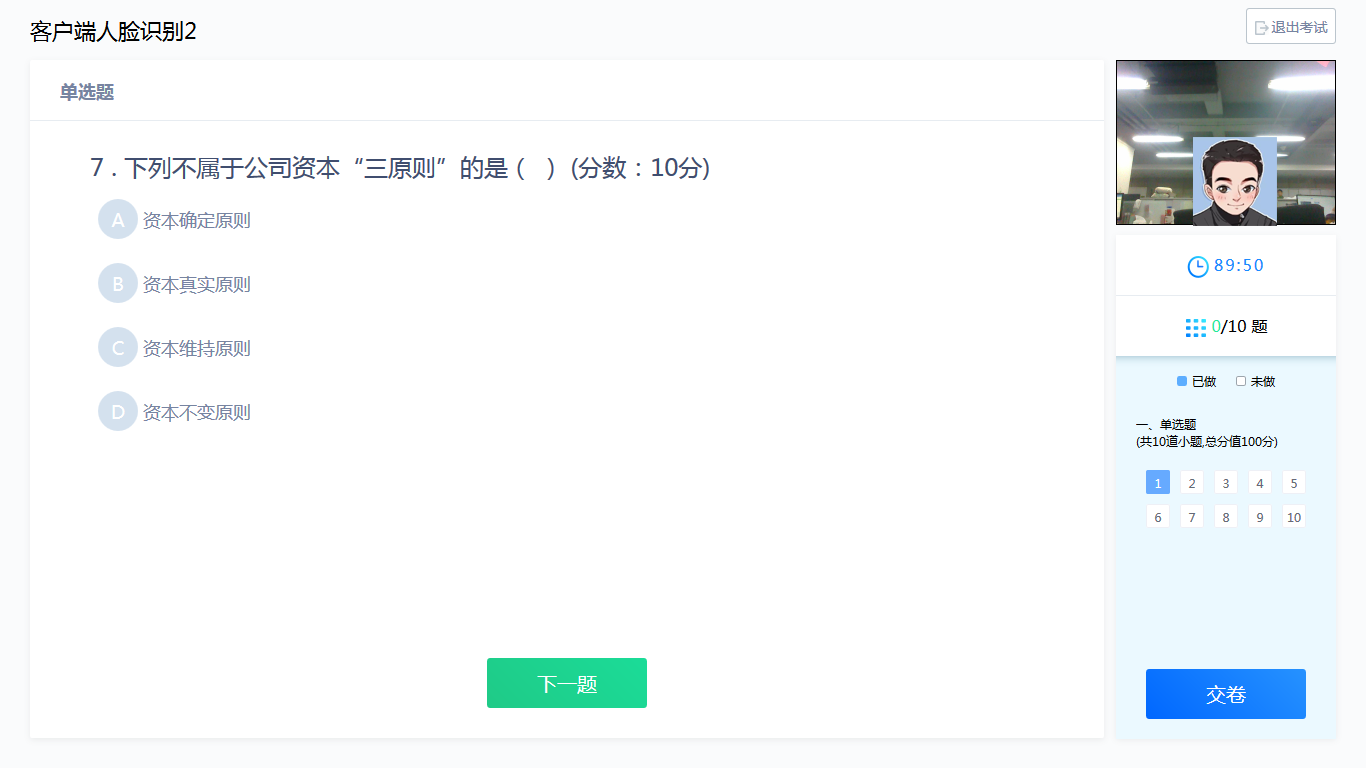 客户端人脸识别2
退出考试
单选题
7 . 下列不属于公司资本“三原则”的是 ( ) (分数：10分)
A 资本确定原则
B 资本真实原则
C 资本维持原则
D 资本不变原则
下一题
89:50
0/10 题
已做 未做
一、单选题
(共10道小题,总分值100分)
1 2 3 4 5
6 7 8 9 10
交卷